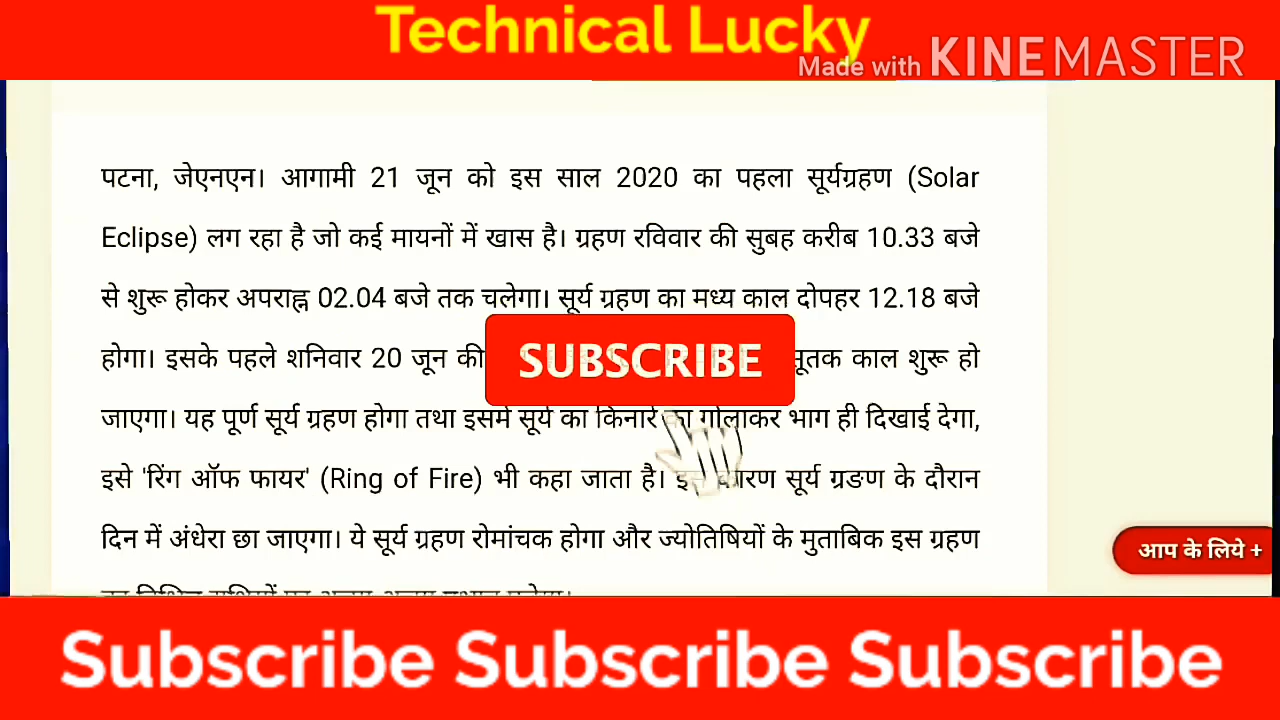 Technical Lucky
Made with KINEMASTER
पटना, जेएनएन। आगामी 21 जून को इस साल 2020 का पहला सूर्यग्रहण (Solar
Eclipse) लग रहा है जो कई मायनों में खास है। ग्रहण रविवार की सुबह करीब 10.33 बजे
से शुरू होकर अपराह्न 02.04 बजे तक चलेगा। सूर्य ग्रहण का मध्य काल दोपहर 12.18 बजे
होगा। इसके पहले शनिवार 20 जून की सूतक काल शुरू हो
SUBSCRIBE
जाएगा। यह पूर्ण सूर्य ग्रहण होगा तथा इसमें सूर्य का किनारे का गोलाकर भाग ही दिखाई देगा,
इसे 'रिंग ऑफ फायर' (Ring of Fire) भी कहा जाता है। इस कारण सूर्य ग्रङण के दौरान
दिन में अंधेरा छा जाएगा। ये सूर्य ग्रहण रोमांचक होगा और ज्योतिषियों के मुताबिक इस ग्रहण
आप के लिये +
Subscribe Subscribe Subscribe